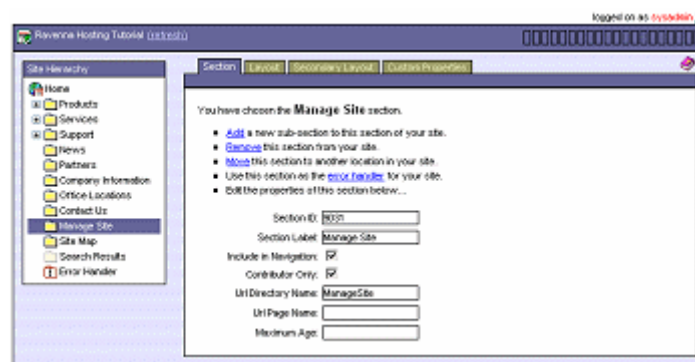 logged on as sysadmin
Ravenna Hosting Tutorial (refresh)
Site Hierarchy
Home
Products
Services
Support
News
Partners
Company Information
Office Locations
Contact Us
Manage Site
Site Map
Search Results
Error Handler
Section
Layout
Secondary Layout
Custom Properties
You have chosen the Manage Site section.
Add a new sub-section to this section of your site.
Remove this section from your site.
Move this section to another location in your site.
Use this section as the error handler for your site.
Edit the properties of this section below...
Section ID:
Section Label: Manage Site
Include in Navigation:
Contributor Only:
Url Directory Name: ManageSite
Url Page Name:
Maximum Age: